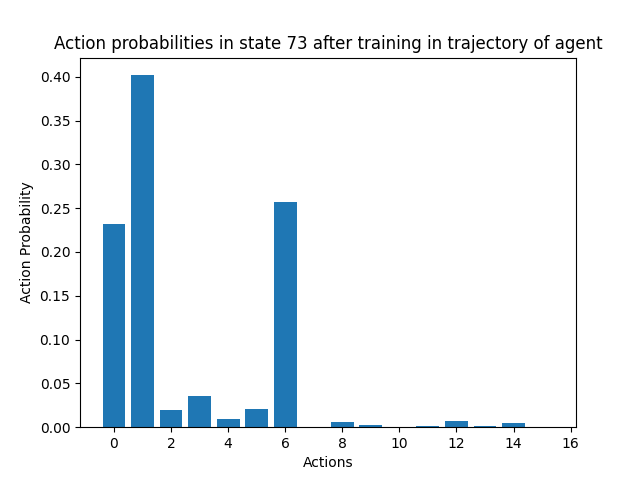 Action probabilities in state 73 after training in trajectory of agent
0.40
0.35
0.30
0.25
0.20
0.15
0.10
0.05
0.00
Action Probability
0 2 4 6 8 10 12 14 16
Actions